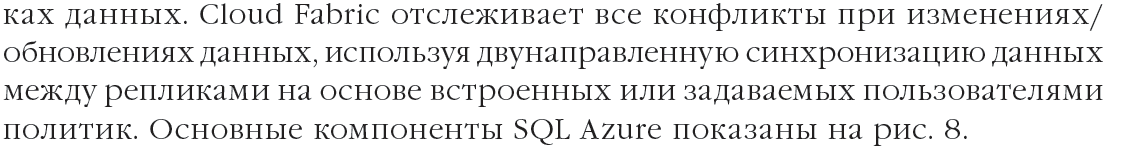 ках данных. Cloud Fabric отслеживает все конфликты при изменениях/
обновлениях данных, используя двунаправленную синхронизацию данных
между репликами на основе встроенных или задаваемых пользователями
политик. Основные компоненты SQL Azure показаны на рис. 8.